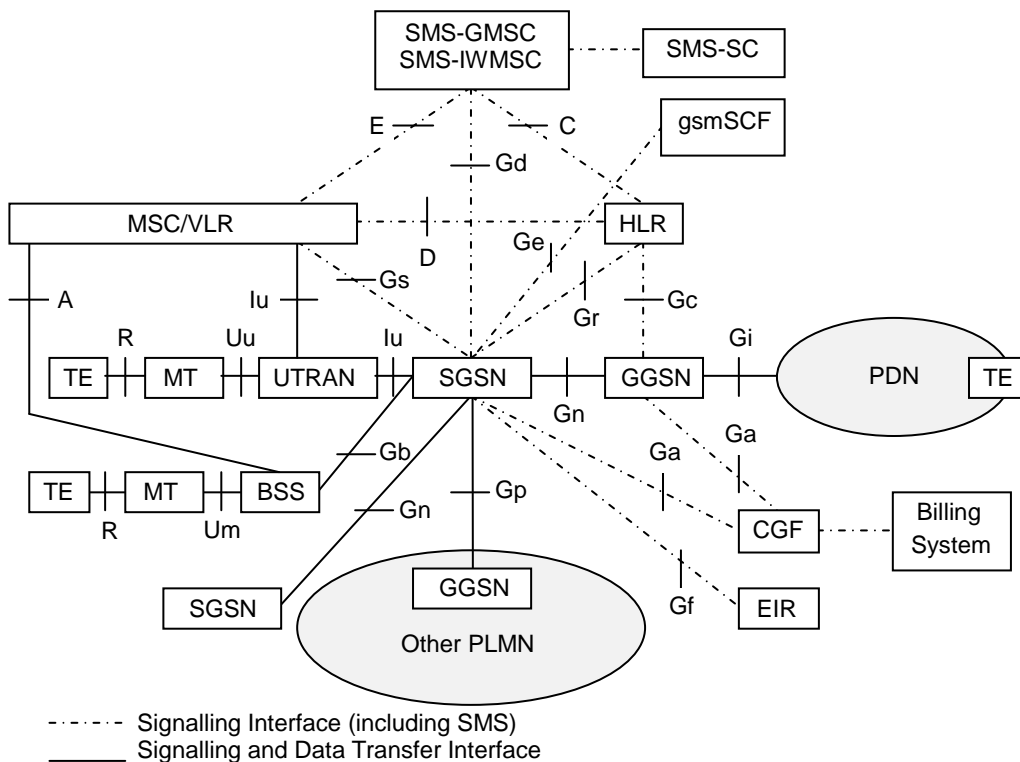 SMS-GMSC
SMS-IWMSC
SMS-SC
gsmSCF
E
C
Gd
MSC/VLR
D
HLR
Ge
Gs
Gr
Gc
A
Iu
R
Uu
Iu
Gi
TE
MT
UTRAN
SGSN
GGSN
PDN
TE
Gn
Ga
Ga
Gb
TE
MT
BSS
R
Um
Gn
Gp
CGF
Billing
System
SGSN
GGSN
Gf
EIR
Other PLMN
Signalling Interface (including SMS)
Signalling and Data Transfer Interface